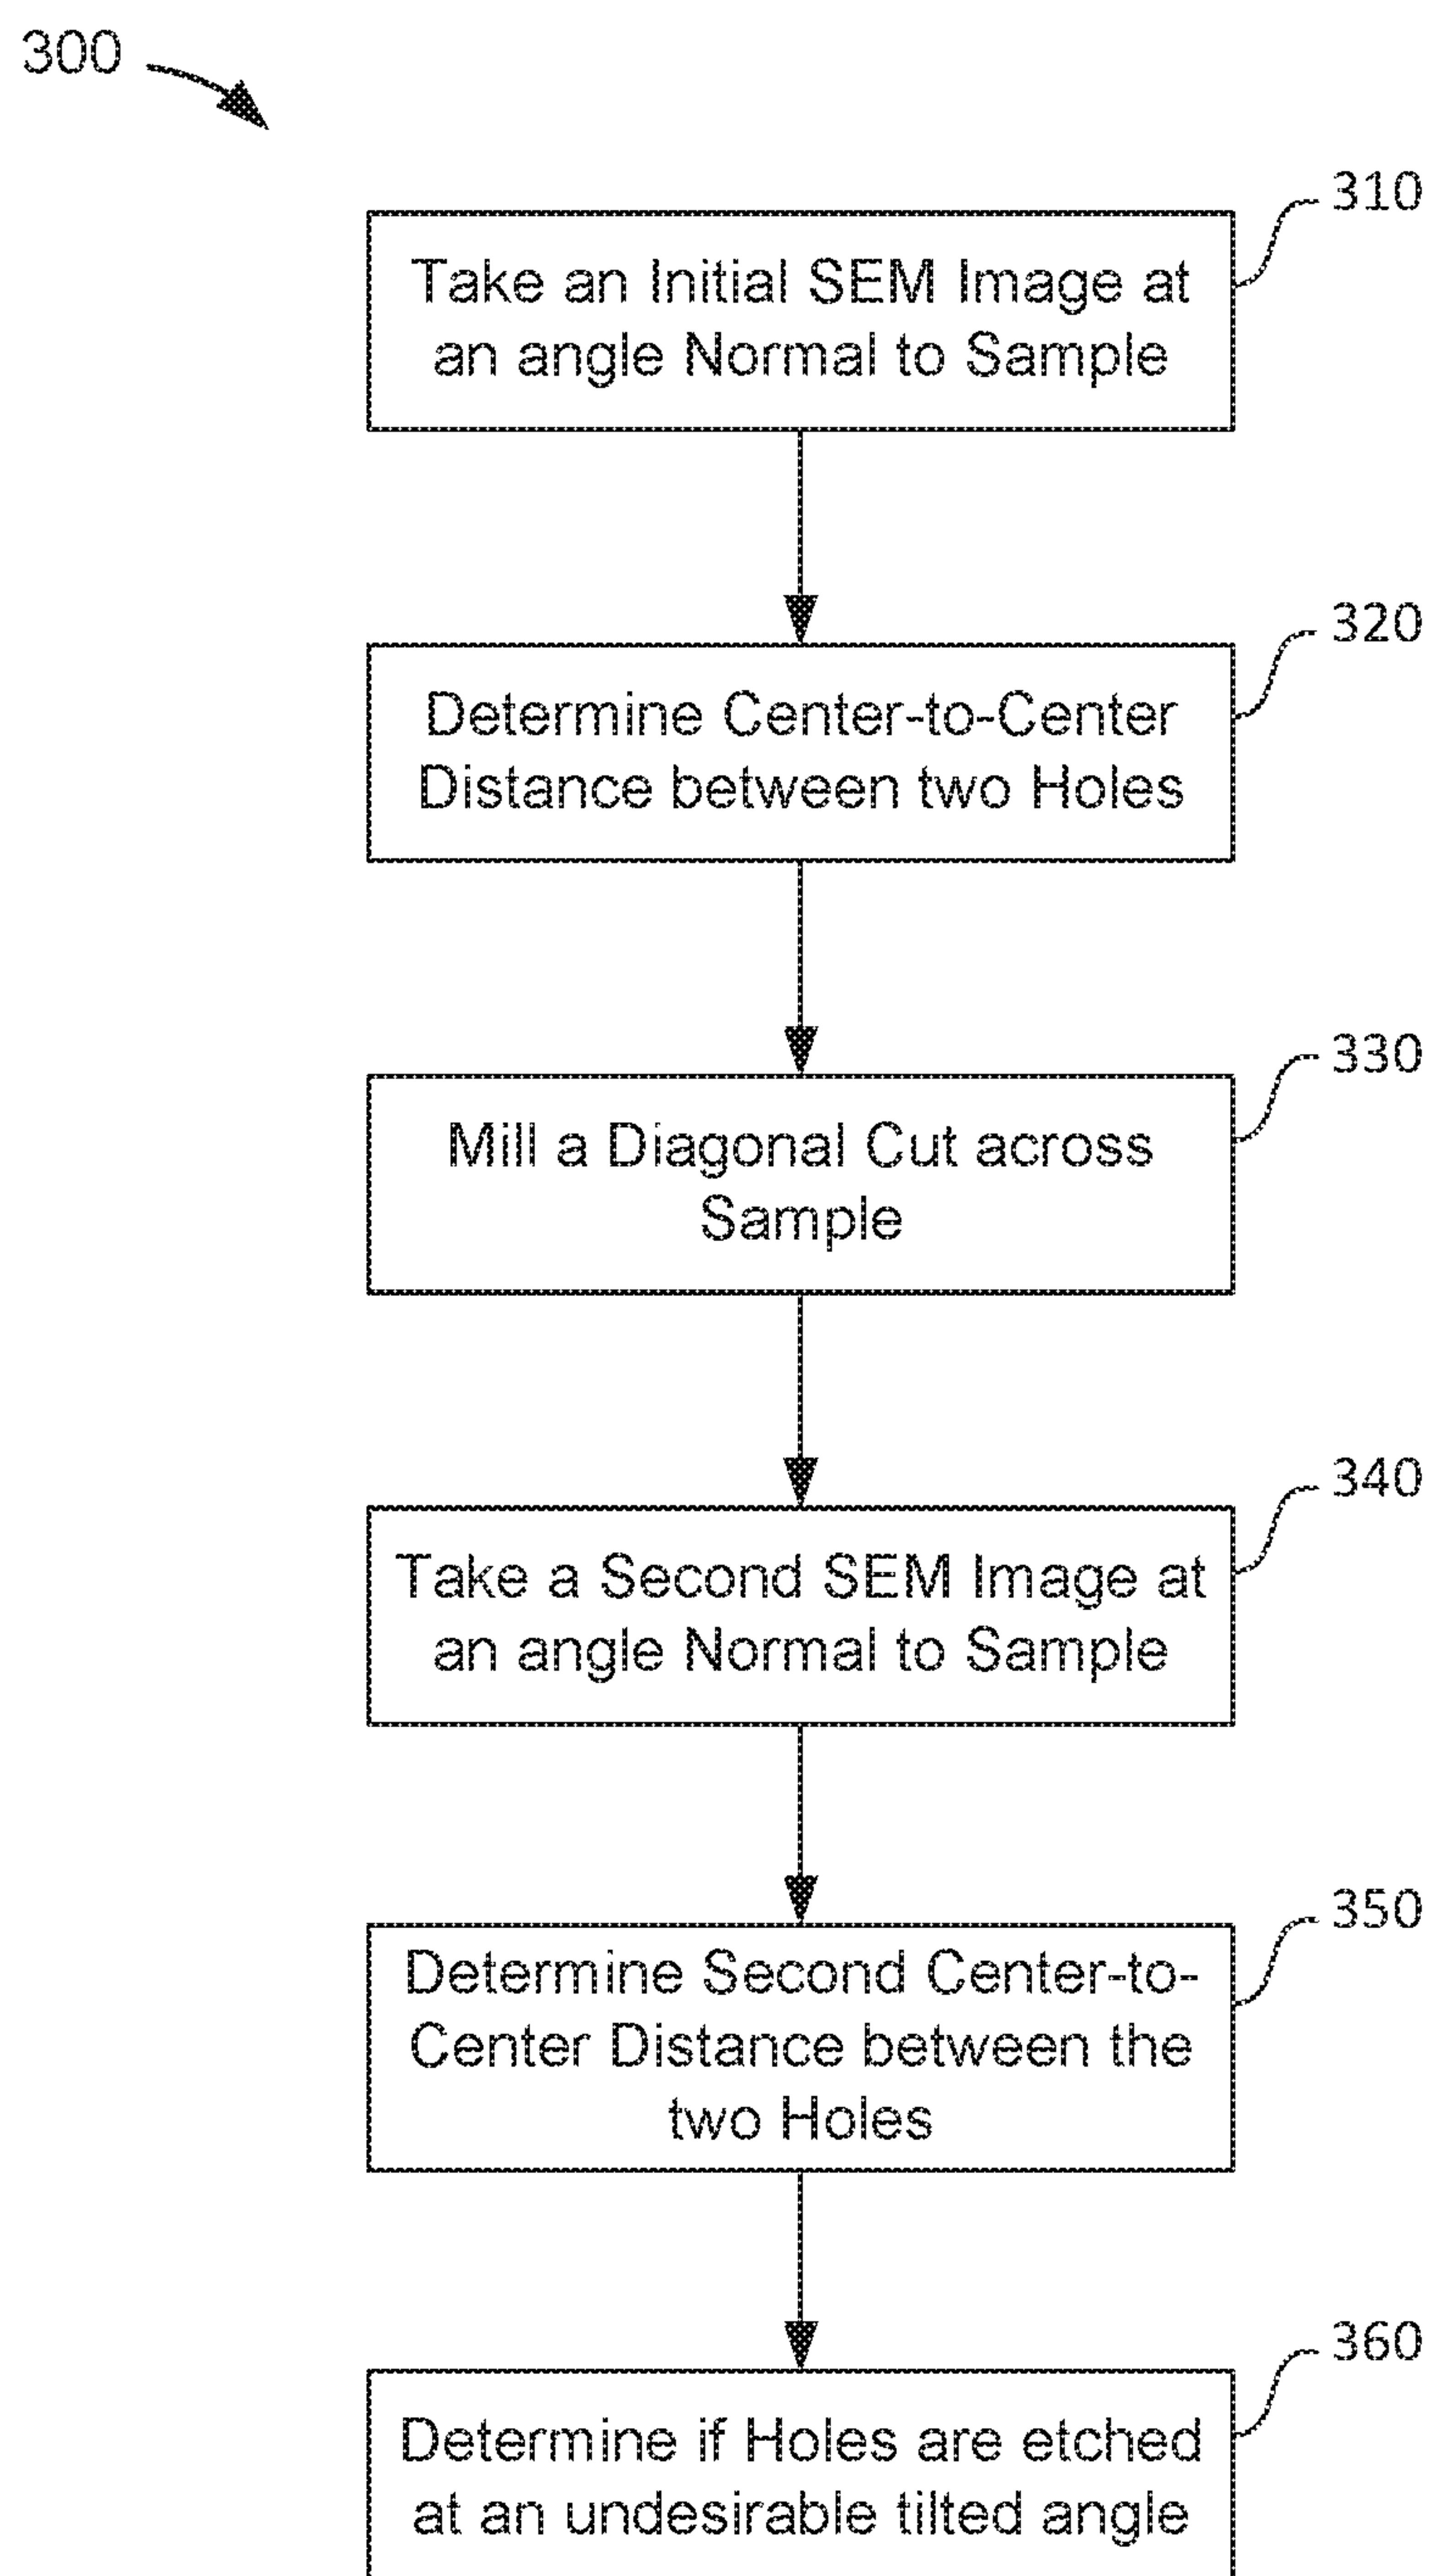 300
310
Take an Initial SEM Image at
an angle Normal to Sample
320
Determine Center-to-Center
Distance between two Holes
330
Mill a Diagonal Cut across
Sample
340
Take a Second SEM Image at
an angle Normal to Sample
350
Determine Second Center-to-
Center Distance between the
two Holes
360
Determine if Holes are etched
at an undesirable tilted angle